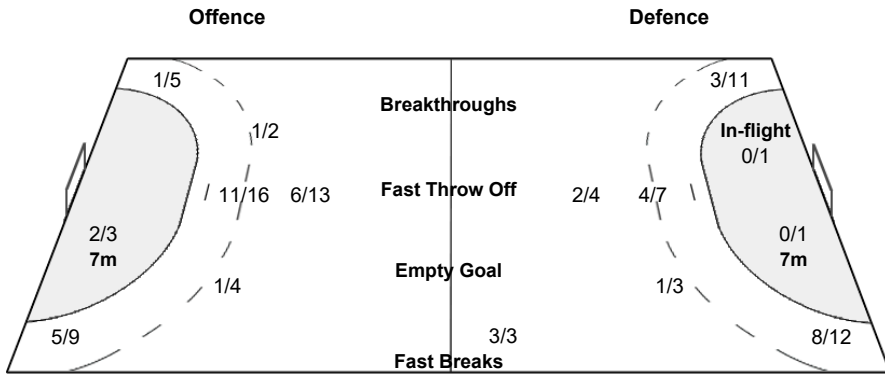 Offence Defence
1/5 3/11
Breakthroughs
1/2 In-flight
0/1
11/16 6/13 Fast Throw Off 2/4 4/7
2/3 0/1
7m 7m
Empty Goal
1/4 1/3
5/9 3/3 8/12
Fast Breaks